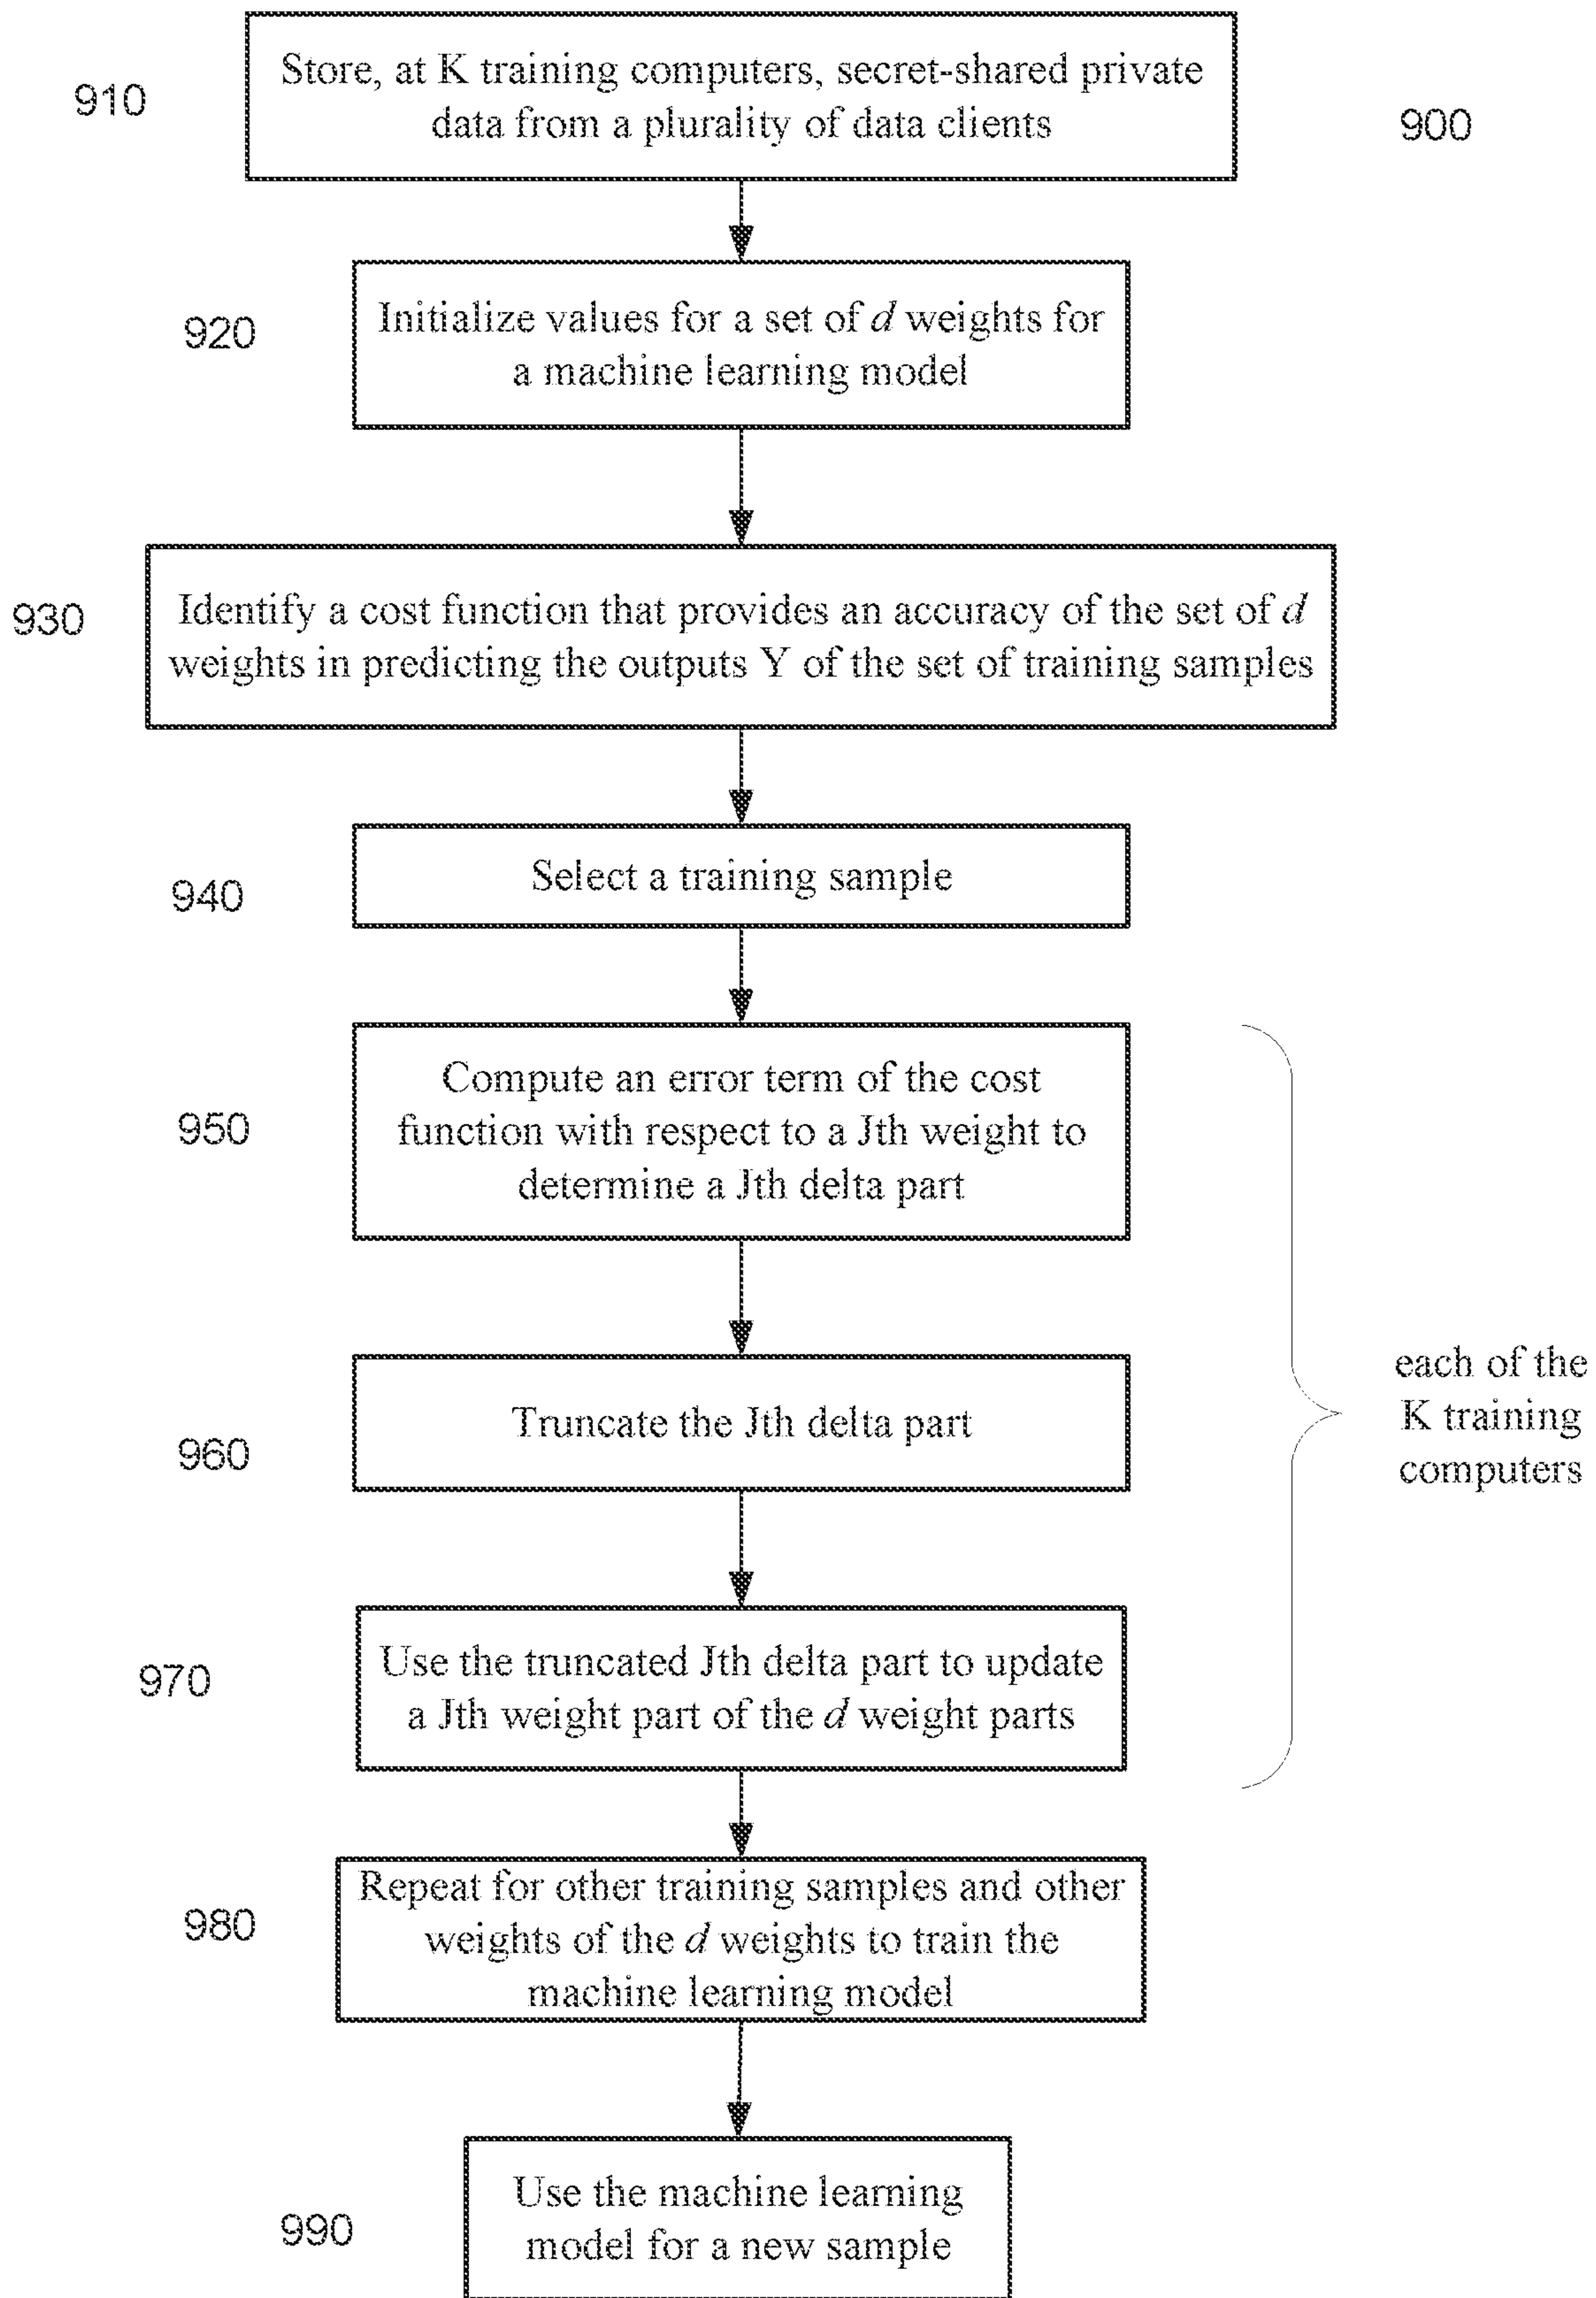 910
Store, at K training computers, secret-shared private
data from a plurality of data clients
900
920
Initialize values for a set of d weights for
a machine learning model
930
Identify a cost function that provides an accuracy of the set of d
weights in predicting the outputs Y of the set of training samples
940
Select a training sample
950
Compute an error term of the cost
function with respect to a Jth weight to
determine a Jth delta part
960
Truncate the Jth delta part
each of the
K training
computers
970
Use the truncated Jth delta part to update
a Jth weight part of the d weight parts
980
Repeat for other training samples and other
weights of the d weights to train the
machine learning model
990
Use the machine learning
model for a new sample